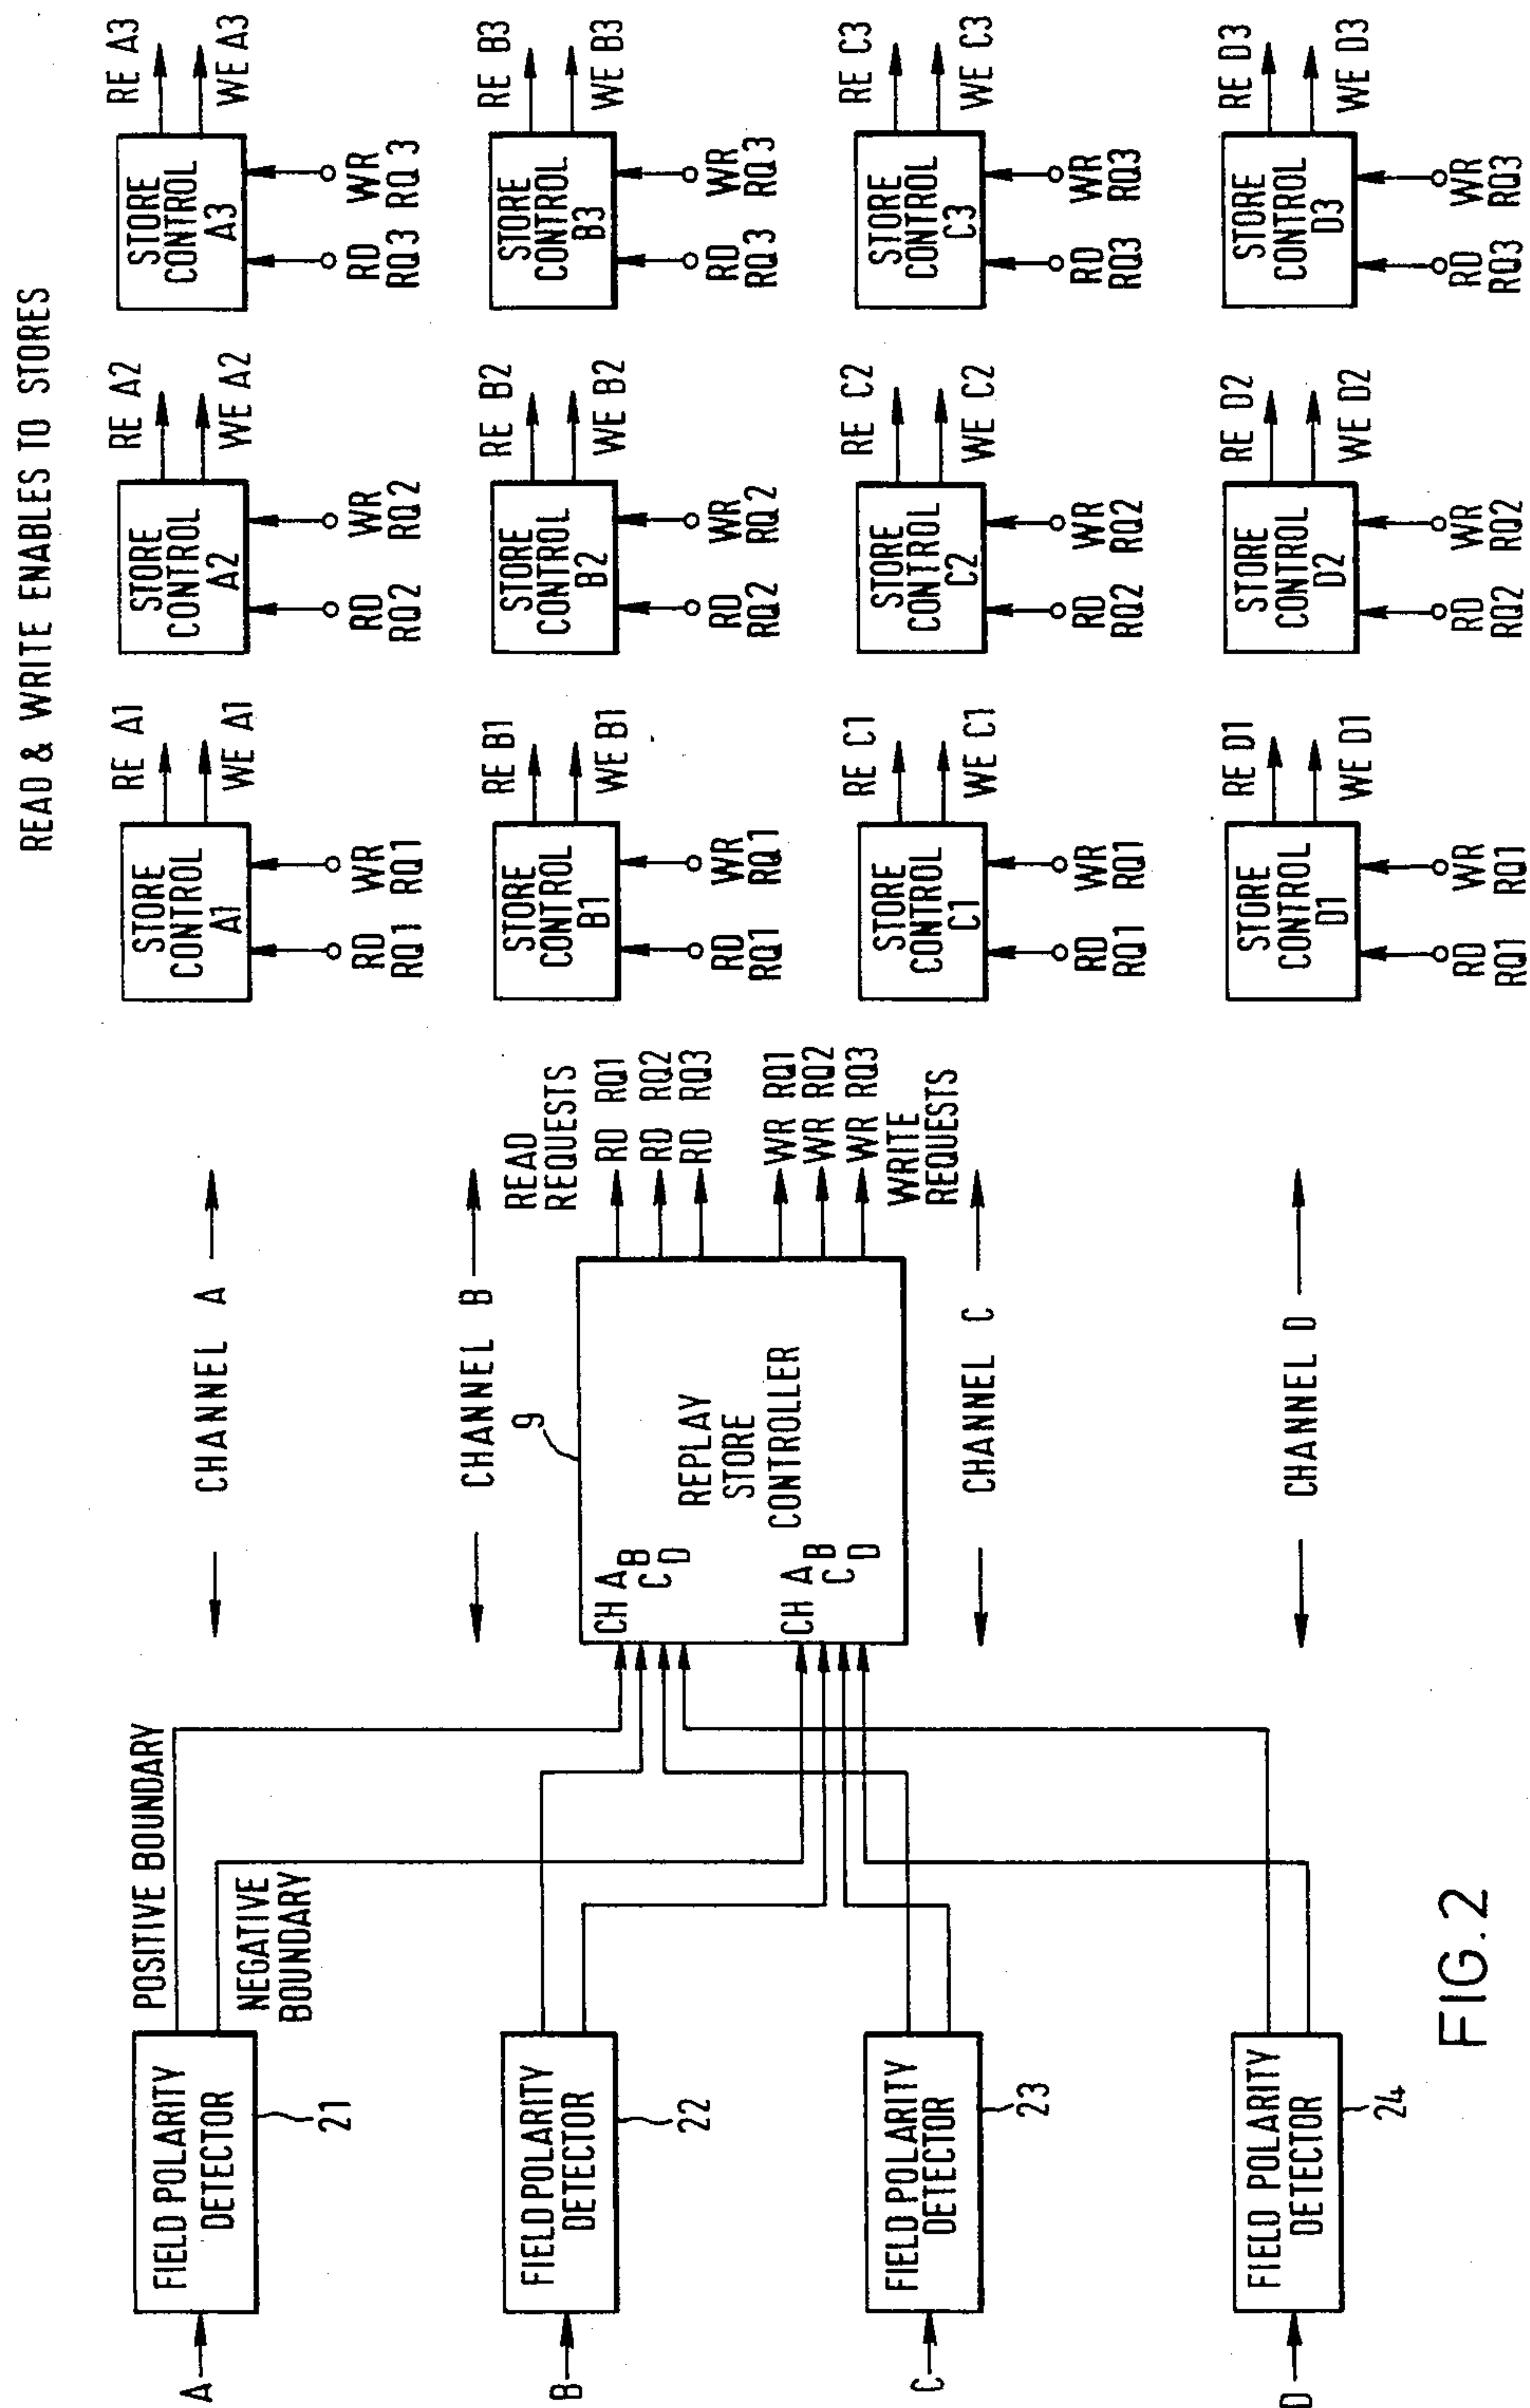 READ & WRITE ENABLES TO STORES
A
FIELD POLARITY
DETECTOR
21
POSITIVE BOUNDARY
NEGATIVE
BOUNDARY
CHANNEL A
STORE
CONTROL
A1
RE A1
WE A1
RD
RQ1
WR
RQ1
STORE
CONTROL
A2
RE A2
WE A2
RD
RQ2
WR
RQ2
STORE
CONTROL
A3
RE A3
WE A3
RD
RQ3
WR
RQ3
B
FIELD POLARITY
DETECTOR
22
CHANNEL B
STORE
CONTROL
B1
RE B1
WE B1
RD
RQ1
WR
RQ1
STORE
CONTROL
B2
RE B2
WE B2
RD
RQ2
WR
RQ2
STORE
CONTROL
B3
RE B3
WE B3
RD
RQ3
WR
RQ3
9
CH A
B
C
D
CH A
B
C
D
REPLAY
STORE
CONTROLLER
READ
REQUESTS
RD RQ1
RD RQ2
RD RQ3
WR RQ1
WR RQ2
WR RQ3
WRITE
REQUESTS
C
FIELD POLARITY
DETECTOR
23
CHANNEL C
STORE
CONTROL
C1
RE C1
WE C1
RD
RQ1
WR
RQ1
STORE
CONTROL
C2
RE C2
WE C2
RD
RQ2
WR
RQ2
STORE
CONTROL
C3
RE C3
WE C3
RD
RQ3
WR
RQ3
D
FIELD POLARITY
DETECTOR
24
CHANNEL D
STORE
CONTROL
D1
RE D1
WE D1
RD
RQ1
WR
RQ1
STORE
CONTROL
D2
RE D2
WE D2
RD
RQ2
WR
RQ2
STORE
CONTROL
D3
RE D3
WE D3
RD
RQ3
WR
RQ3
FIG. 2